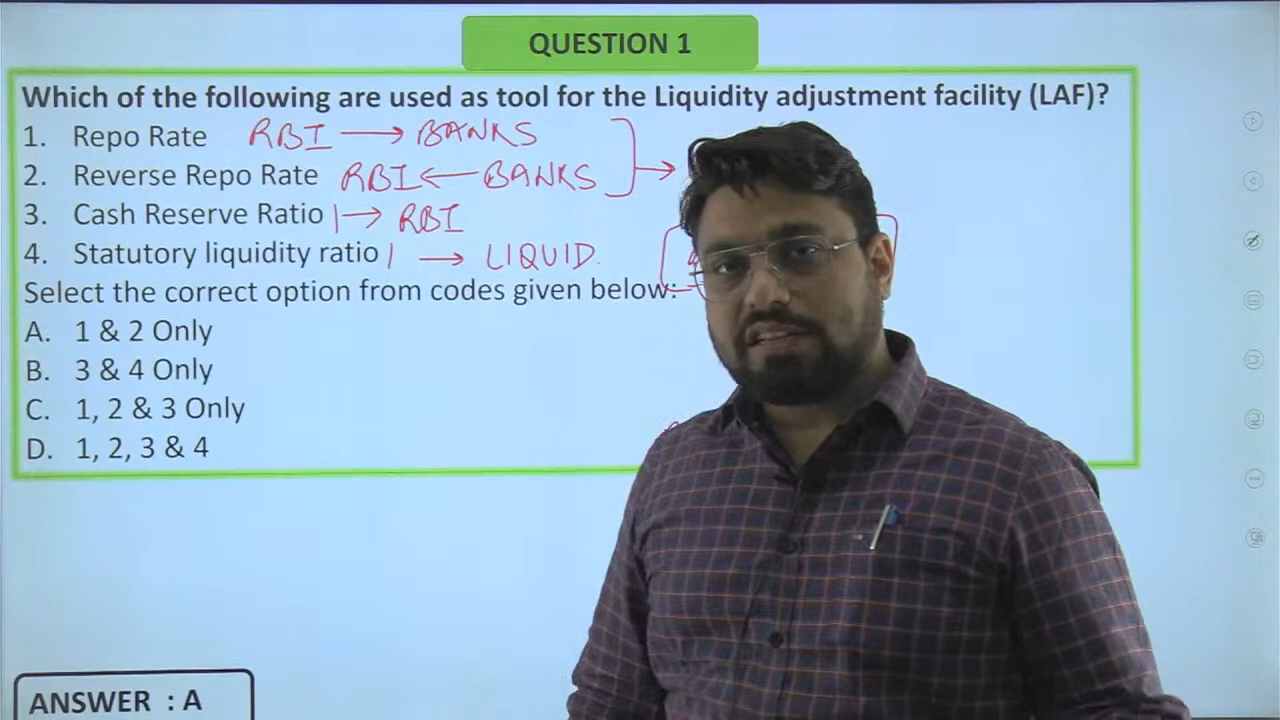 QUESTION 1
Which of the following are used as tool for the Liquidity adjustment facility (LAF)?
1. Repo Rate RBI → BANKS
2. Reverse Repo Rate RBI ← BANKS
3. Cash Reserve Ratio | → RBI
4. Statutory liquidity ratio | → LIQUID.
Select the correct option from codes given below:
A. 1 & 2 Only
B. 3 & 4 Only
C. 1, 2 & 3 Only
D. 1, 2, 3 & 4
ANSWER : A